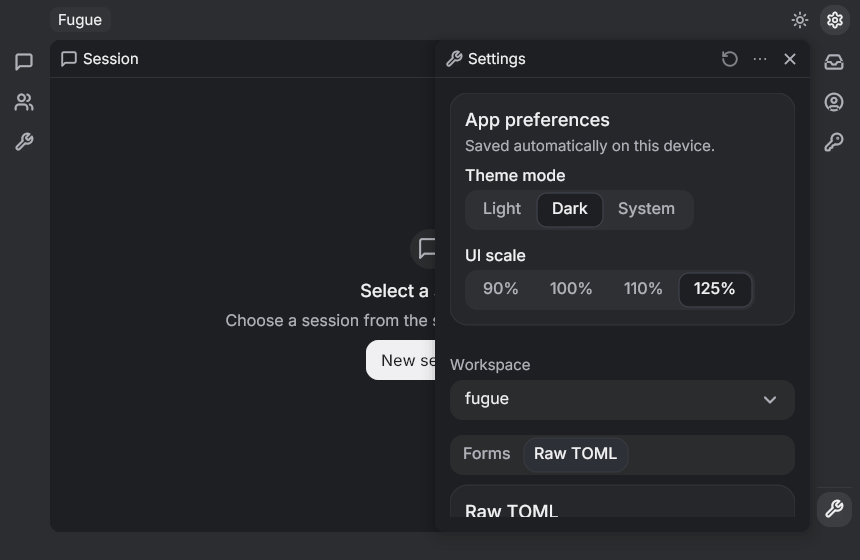 Fugue
Session
Settings
App preferences
Saved automatically on this device.
Theme mode
Light Dark System
UI scale
90% 100% 110% 125%
Select a
Choose a session from the
New se
Workspace
fugue
Forms Raw TOML
Raw TOML